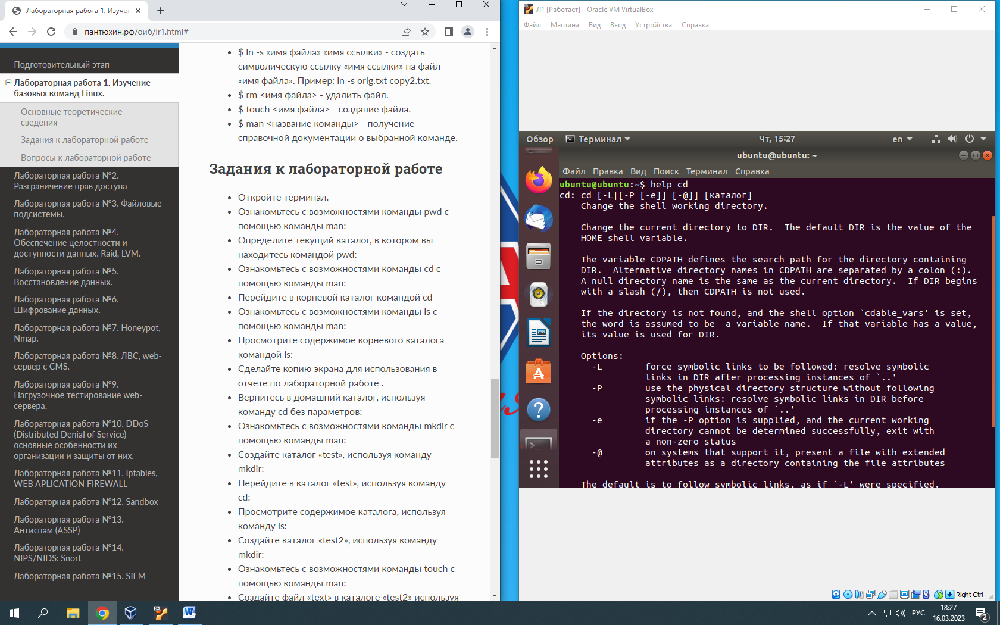 Лабораторная работа 1. Изучен
пантюхин.рф/оиб/lr1.html#
Подготовительный этап
Лабораторная работа 1. Изучение
базовых команд Linux.
Основные теоретические
сведения
Задания к лабораторной работе
Вопросы к лабораторной работе
Лабораторная работа №2.
Разграничение прав доступа
Лабораторная работа №3. Файловые
подсистемы.
Лабораторная работа №4.
Обеспечение целостности и
доступности данных. Raid, LVM.
Лабораторная работа №5.
Восстановление данных.
Лабораторная работа №6.
Шифрование данных.
Лабораторная работа №7. Honeypot,
Nmap.
Лабораторная работа №8. ЛВС, web-
сервер с CMS.
Лабораторная работа №9.
Нагрузочное тестирование web-
сервера.
Лабораторная работа №10. DDoS
(Distributed Denial of Service) -
основные особенности их
организации и защиты от них.
Лабораторная работа №11. Iptables,
WEB APLICATION FIREWALL
Лабораторная работа №12. Sandbox
Лабораторная работа №13.
Антиспам (ASSP)
Лабораторная работа №14.
NIPS/NIDS: Snort
Лабораторная работа №15. SIEM
• $ ln -s «имя файла» «имя ссылки» - создать
символическую ссылку «имя ссылки» на файл
«имя файла». Пример: ln -s orig.txt copy2.txt.
• $ rm <имя файла> - удалить файл.
• $ touch <имя файла> - создание файла.
• $ man <название команды> - получение
справочной документации о выбранной команде.
Задания к лабораторной работе
• Откройте терминал.
• Ознакомьтесь с возможностями команды pwd с
помощью команды man:
• Определите текущий каталог, в котором вы
находитесь командой pwd:
• Ознакомьтесь с возможностями команды cd с
помощью команды man:
• Перейдите в корневой каталог командой cd
• Ознакомьтесь с возможностями команды ls с
помощью команды man:
• Просмотрите содержимое корневого каталога
командой ls:
• Сделайте копию экрана для использования в
отчете по лабораторной работе .
• Вернитесь в домашний каталог, используя
команду cd без параметров:
• Ознакомьтесь с возможностями команды mkdir с
помощью команды man:
• Создайте каталог «test», используя команду
mkdir:
• Перейдите в каталог «test», используя команду
cd:
• Просмотрите содержимое каталога, используя
команду ls:
• Создайте каталог «test2», используя команду
mkdir:
• Ознакомьтесь с возможностями команды touch с
помощью команды man:
• Создайте файл «text» в каталоге «test2» используя
Л1 [Работает] - Oracle VM VirtualBox
Файл Машина Вид Ввод Устройства Справка
Обзор Терминал Чт, 15:27 en
ubuntu@ubuntu: ~
Файл Правка Вид Поиск Терминал Справка
ubuntu@ubuntu:~$ help cd
cd: cd [-L|[-P [-e]] [-@]] [каталог]
Change the shell working directory.
Change the current directory to DIR.  The default DIR is the value of the
HOME shell variable.
The variable CDPATH defines the search path for the directory containing
DIR.  Alternative directory names in CDPATH are separated by a colon (:).
A null directory name is the same as the current directory.  If DIR begins
with a slash (/), then CDPATH is not used.
If the directory is not found, and the shell option `cdable_vars' is set,
the word is assumed to be  a variable name.  If that variable has a value,
its value is used for DIR.
Options:
-L force symbolic links to be followed: resolve symbolic
links in DIR after processing instances of `..'
-P use the physical directory structure without following
symbolic links: resolve symbolic links in DIR before
processing instances of `..'
-e if the -P option is supplied, and the current working
directory cannot be determined successfully, exit with
a non-zero status
-@ on systems that support it, present a file with extended
attributes as a directory containing the file attributes
The default is to follow symbolic links, as if `-L' were specified.
Right Ctrl
РУС
18:27
16.03.2023
2